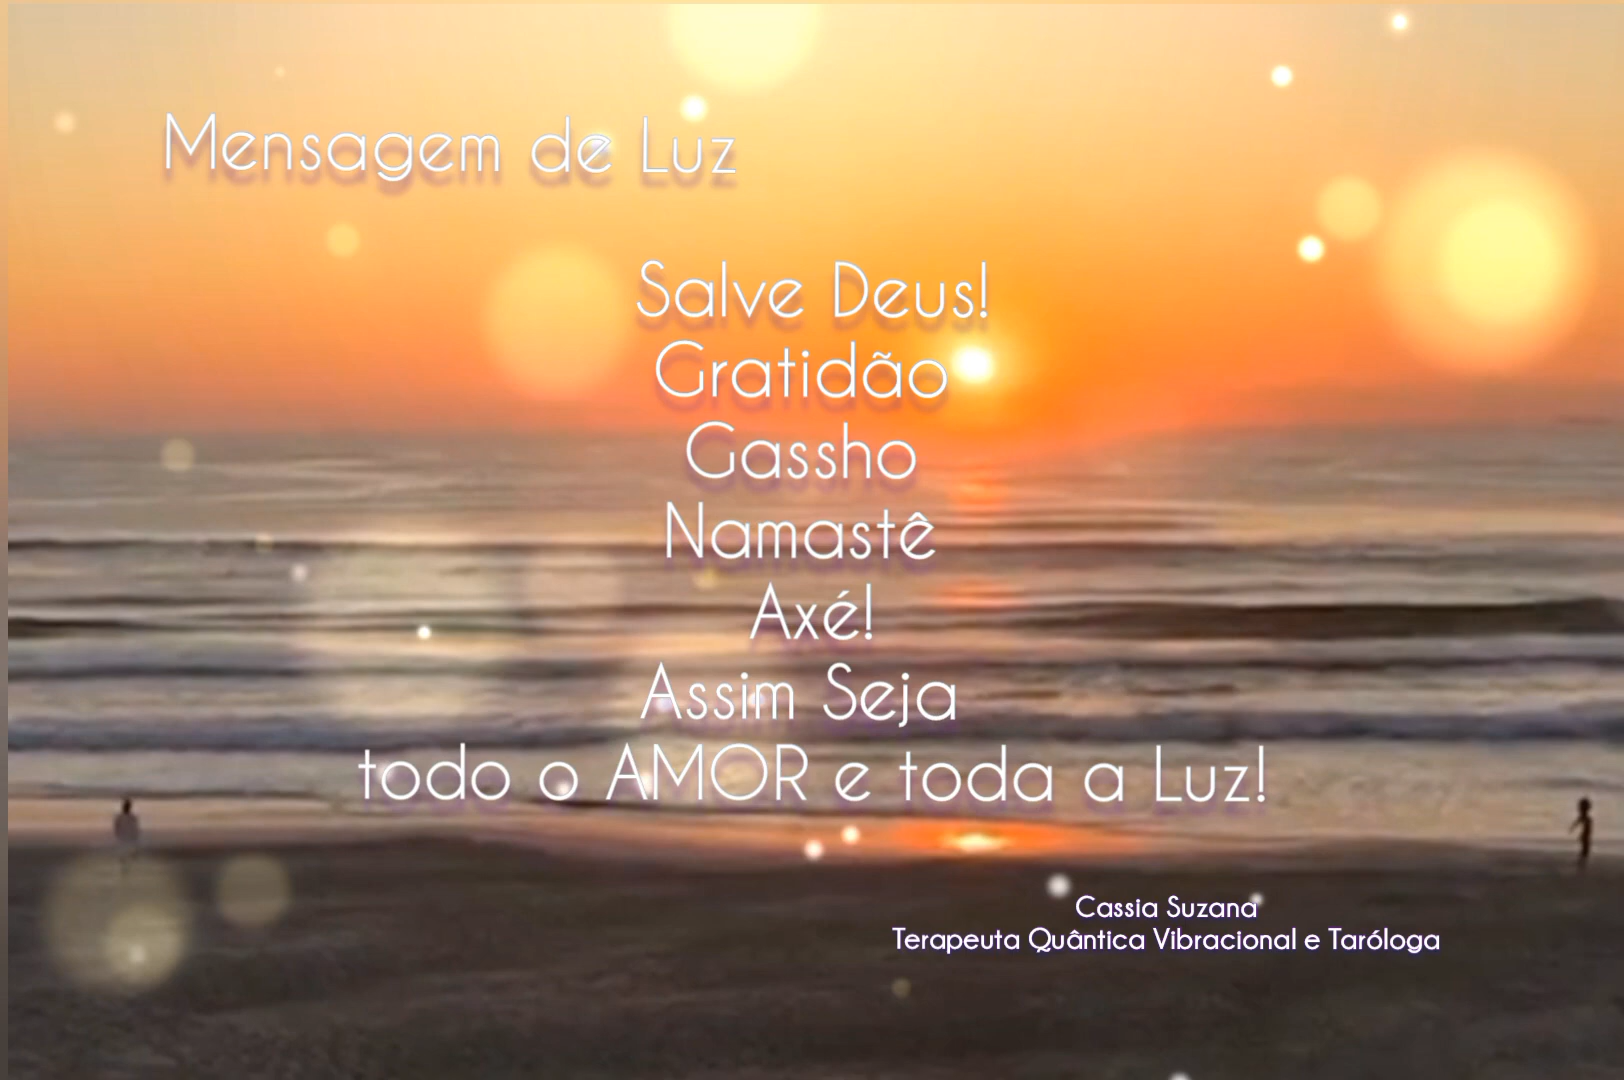 Mensagem de Luz
Salve Deus!
Gratidão
Gassho
Namastê
Axé!
Assim Seja
todo o AMOR e toda a Luz!
Cassia Suzana
Terapeuta Quântica Vibracional e Taróloga